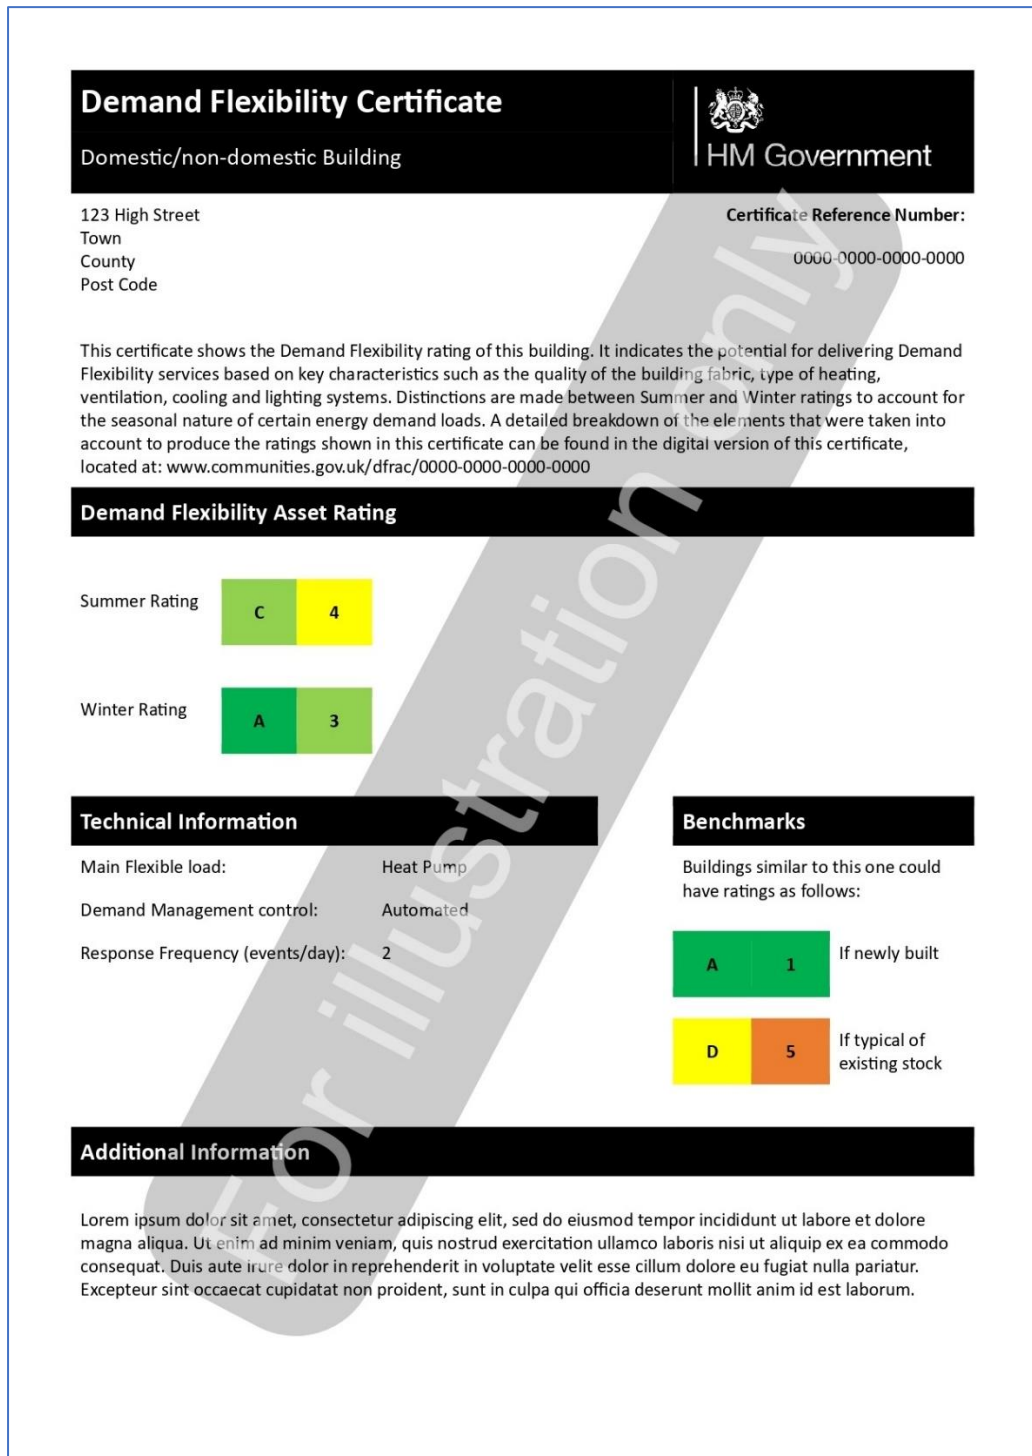 Demand Flexibility Certificate
Domestic/non-domestic Building
HM Government
123 High Street
Town
County
Post Code
Certificate Reference Number:
0000-0000-0000-0000
This certificate shows the Demand Flexibility rating of this building. It indicates the potential for delivering Demand
Flexibility services based on key characteristics such as the quality of the building fabric, type of heating,
ventilation, cooling and lighting systems. Distinctions are made between Summer and Winter ratings to account for
the seasonal nature of certain energy demand loads. A detailed breakdown of the elements that were taken into
account to produce the ratings shown in this certificate can be found in the digital version of this certificate,
located at: www.communities.gov.uk/dfrac/0000-0000-0000-0000
Demand Flexibility Asset Rating
Summer Rating C 4
Winter Rating A 3
Technical Information
Main Flexible load: Heat Pump
Demand Management control: Automated
Response Frequency (events/day): 2
Benchmarks
Buildings similar to this one could
have ratings as follows:
A 1 If newly built
D 5 If typical of
existing stock
Additional Information
Lorem ipsum dolor sit amet, consectetur adipiscing elit, sed do eiusmod tempor incididunt ut labore et dolore
magna aliqua. Ut enim ad minim veniam, quis nostrud exercitation ullamco laboris nisi ut aliquip ex ea commodo
consequat. Duis aute irure dolor in reprehenderit in voluptate velit esse cillum dolore eu fugiat nulla pariatur.
Excepteur sint occaecat cupidatat non proident, sunt in culpa qui officia deserunt mollit anim id est laborum.
For illustration only